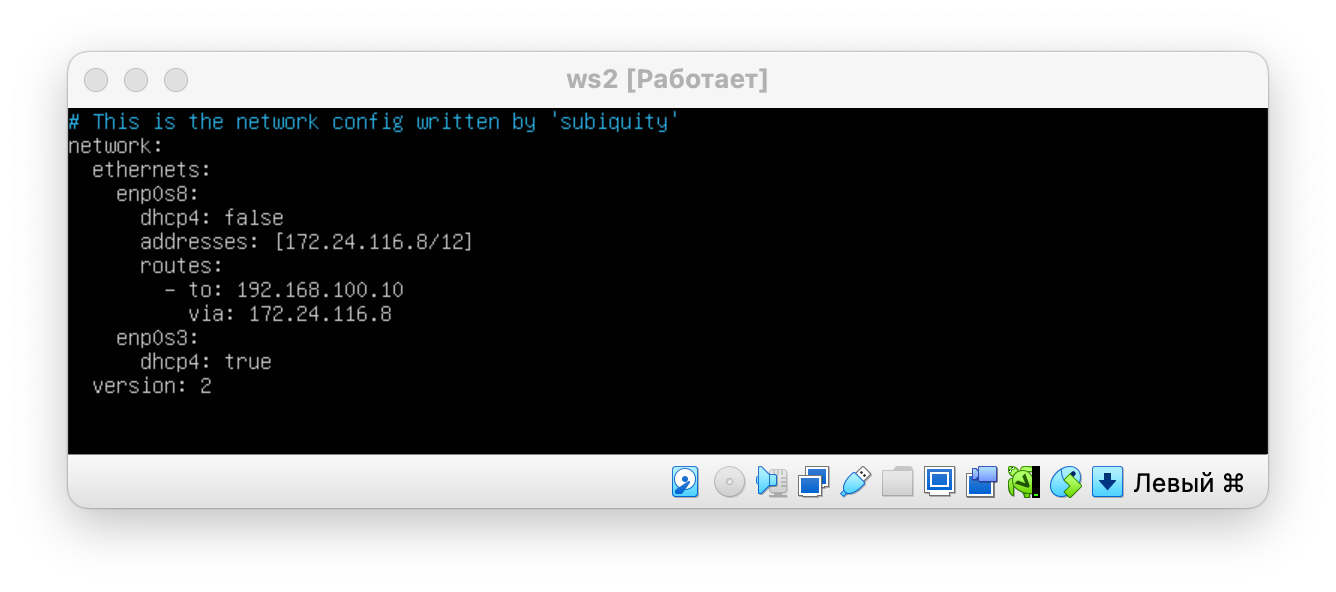 ws2 [Работает]
# This is the network config written by 'subiquity'
network:
  ethernets:
    enp0s8:
      dhcp4: false
      addresses: [172.24.116.8/12]
      routes:
        - to: 192.168.100.10
          via: 172.24.116.8
    enp0s3:
      dhcp4: true
  version: 2
Левый ⌘